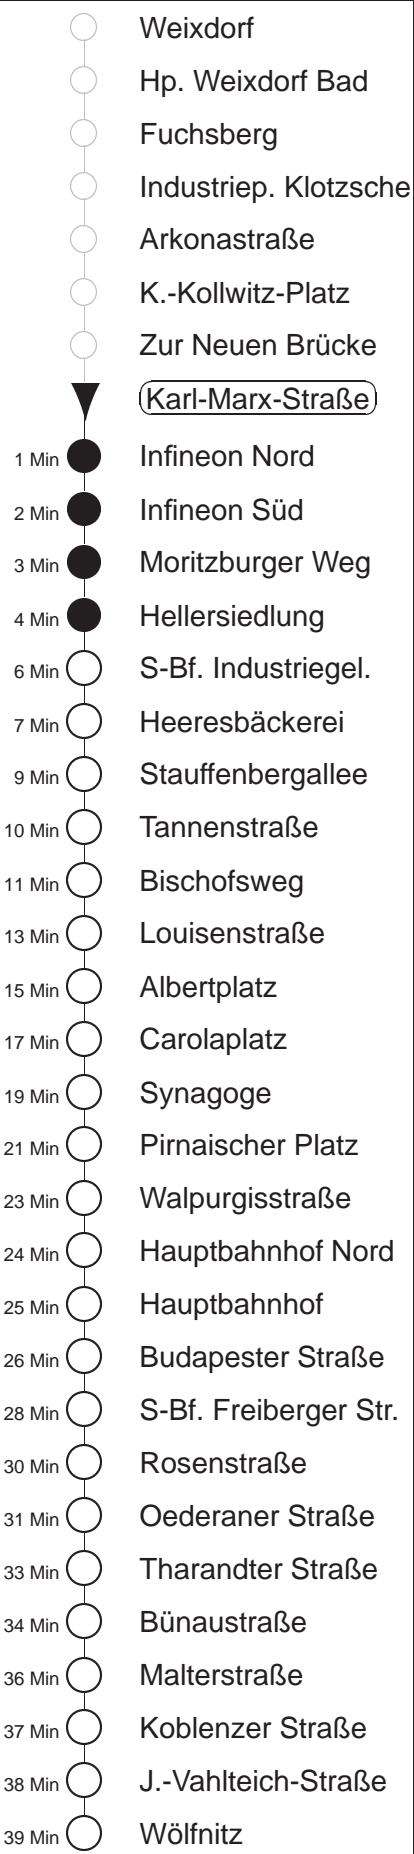 Weixdorf
Hp. Weixdorf Bad
Fuchsberg
Industriep. Klotzsche
Arkonastraße
K.-Kollwitz-Platz
Zur Neuen Brücke
Karl-Marx-Straße
1 Min Infineon Nord
2 Min Infineon Süd
3 Min Moritzburger Weg
4 Min Hellersiedlung
6 Min S-Bf. Industriegel.
7 Min Heeresbäckerei
9 Min Stauffenbergallee
10 Min Tannenstraße
11 Min Bischofsweg
13 Min Louisenstraße
15 Min Albertplatz
17 Min Carolaplatz
19 Min Synagoge
21 Min Pirnaischer Platz
23 Min Walpurgisstraße
24 Min Hauptbahnhof Nord
25 Min Hauptbahnhof
26 Min Budapester Straße
28 Min S-Bf. Freiberger Str.
30 Min Rosenstraße
31 Min Oederaner Straße
33 Min Tharandter Straße
34 Min Bünaustraße
36 Min Malterstraße
37 Min Koblenzer Straße
38 Min J.-Vahlteich-Straße
39 Min Wölfnitz